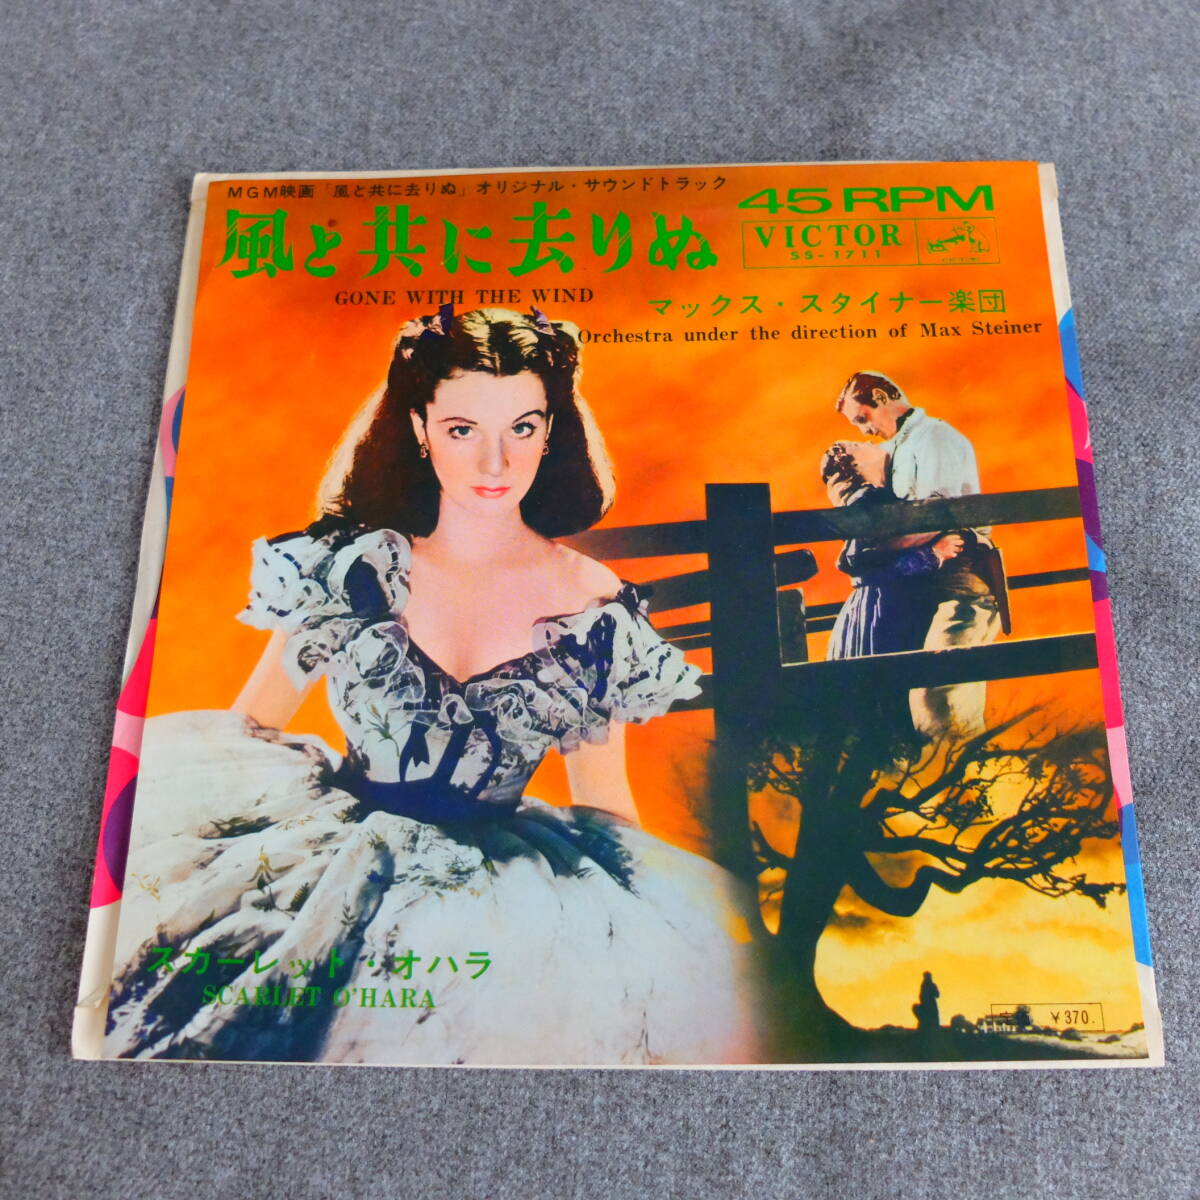 MGM映画「風と共に去りぬ」オリジナル・サウンドトラック
風と共に去りぬ
GONE WITH THE WIND
45 RPM
VICTOR
SS-1711
マックス・スタイナー楽団
Orchestra under the direction of Max Steiner
スカーレット・オハラ
SCARLET O'HARA
¥370.